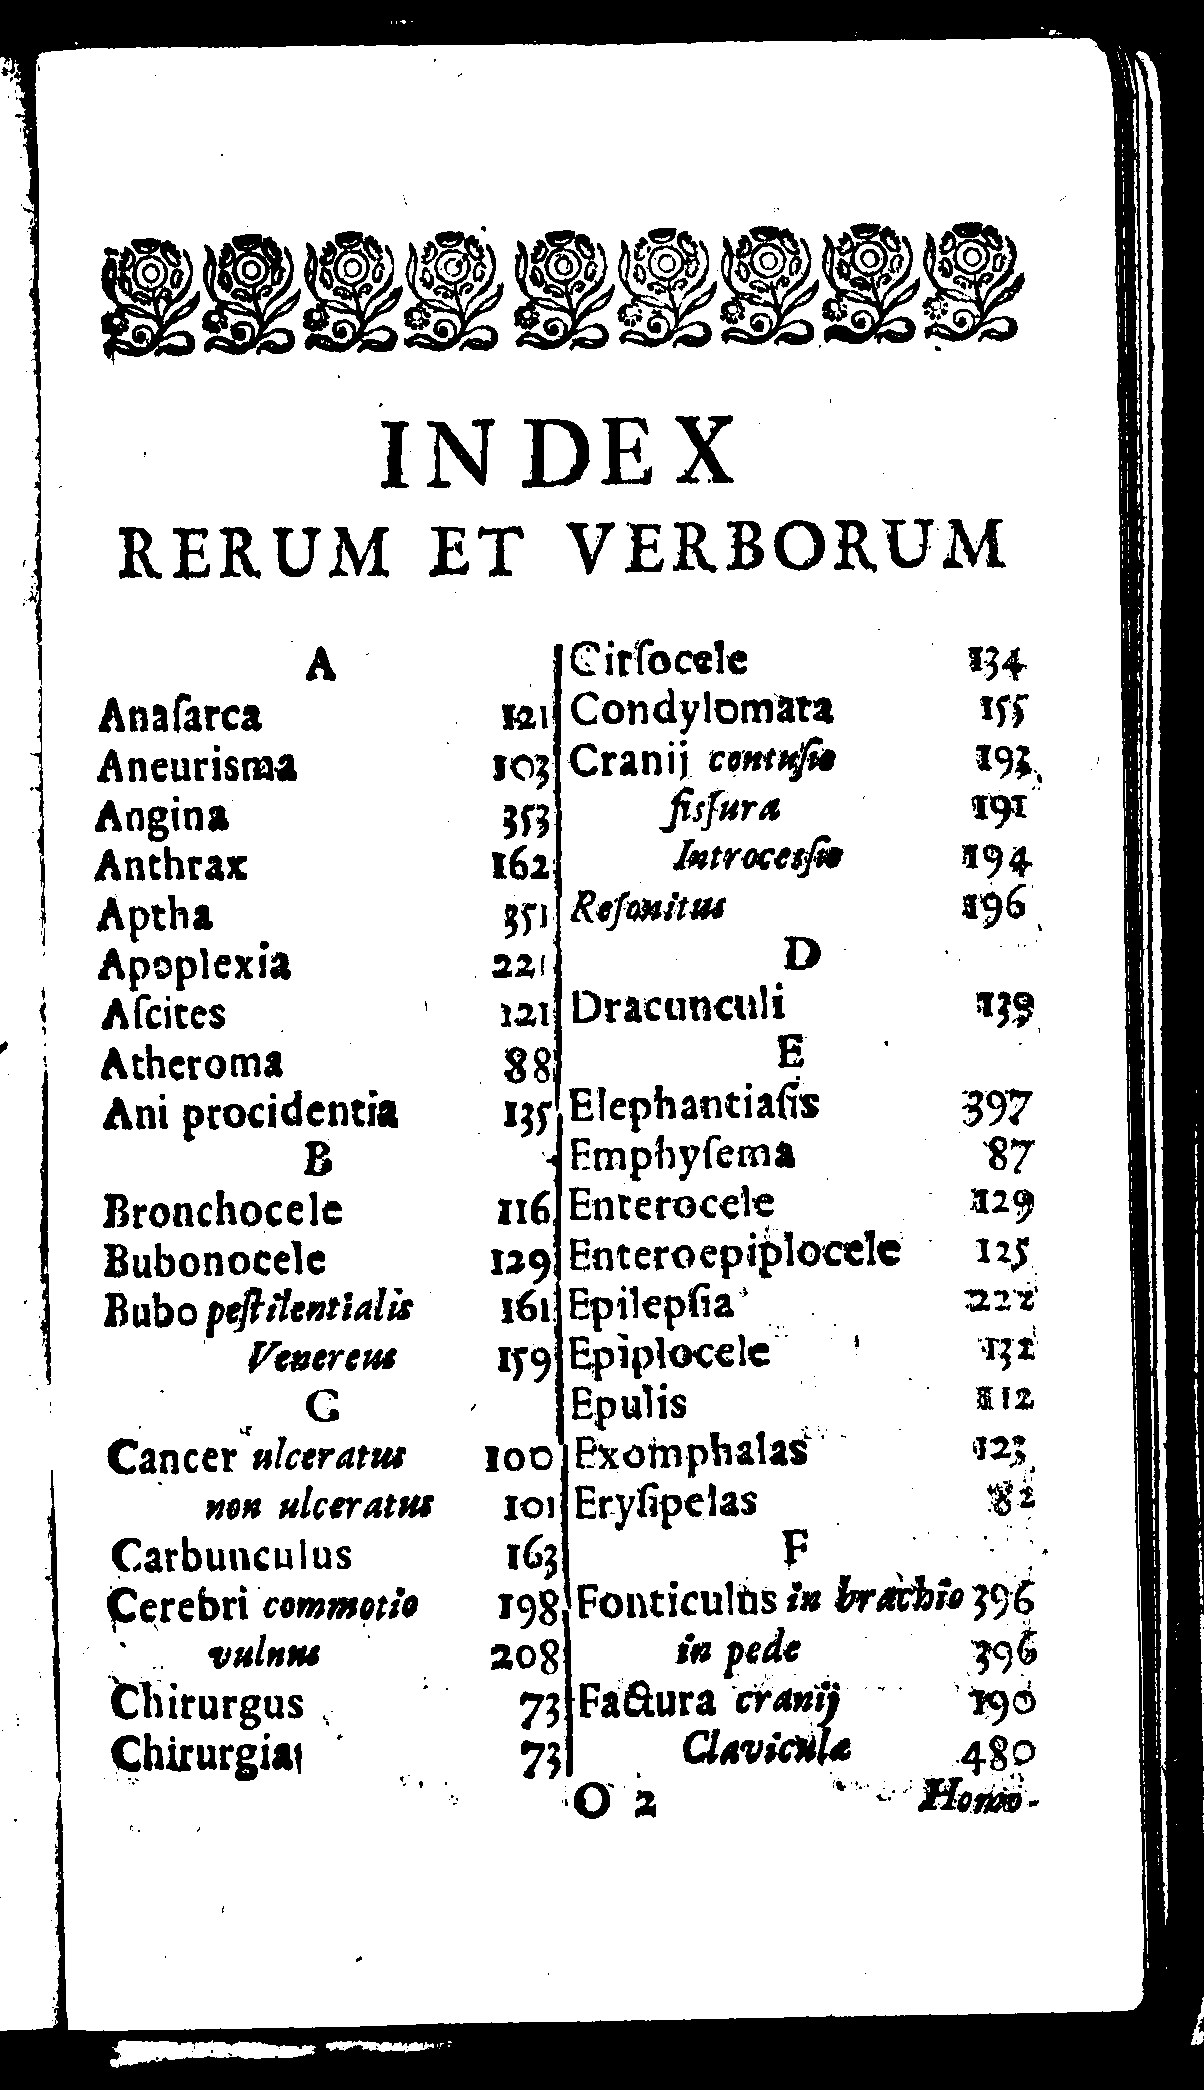 INDEX
RERUM ET VERBORUM
A
Anaſarca 121
Aneurisma 103
Angina 353
Anthrax 162
Aptha 351
Apoplexia 221
Aſcites 121
Atheroma 88
Ani procidentia 135
B
Bronchocele 116
Bubonocele 129
Bubo peſtilentialis 161
Venereus 159
C
Cancer ulceratus 100
non ulceratus 101
Carbunculus 163
Cerebri commotio 198
vulnus 208
Chirurgus 73
Chirurgia 73
Cirſocele 134
Condylomata 155
Cranij contuſio 193
fisſura 191
Introcesſio 194
Reſonitus 196
D
Dracunculi 139
E
Elephantiaſis 397
Emphyſema 87
Enterocele 129
Enteroepiplocele 125
Epilepſia 222
Epiplocele 132
Epulis 112
Exomphalas 123
Eryſipelas 82
F
Fonticulus in brachio 396
in pede 396
Factura cranij 190
Claviculæ 480
O 2
Homo-